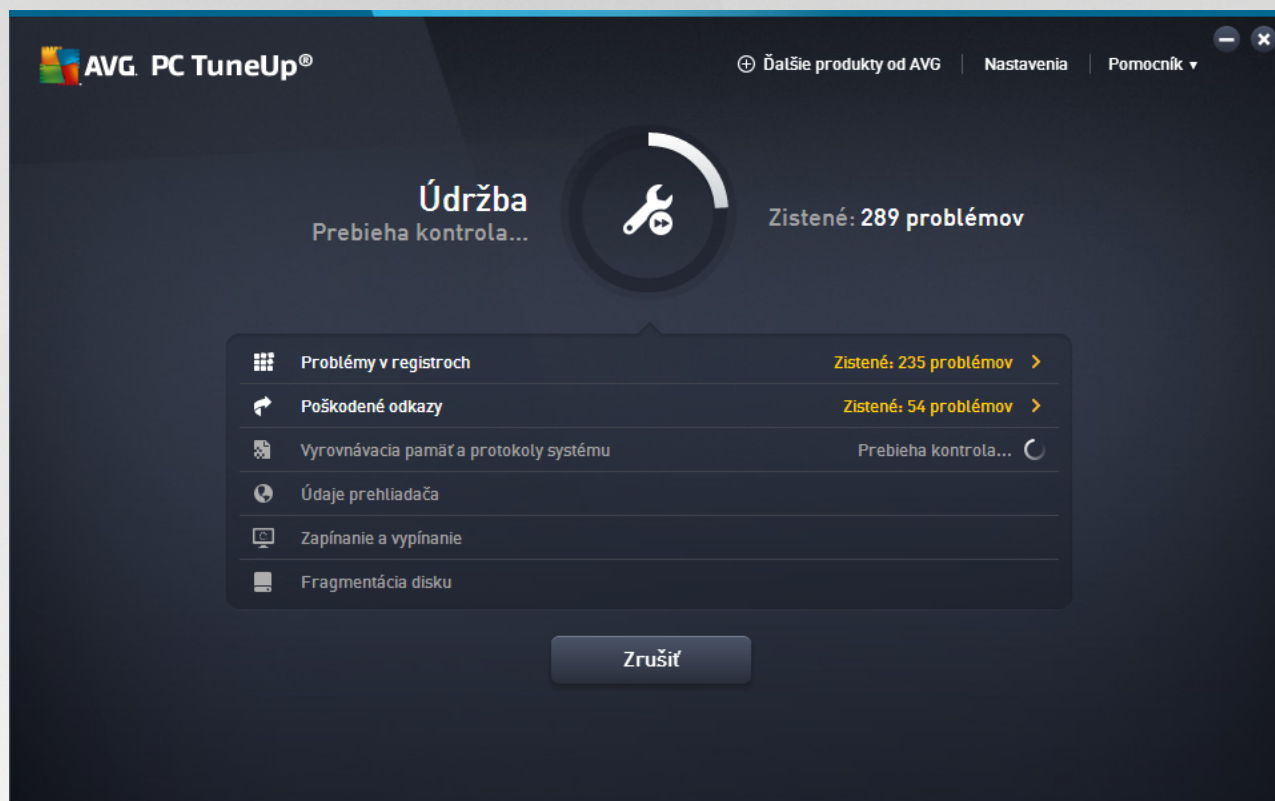 AVG. PC TuneUp®
Ďalšie produkty od AVG
Nastavenia
Pomocník
Údržba
Prebieha kontrola...
Zistené: 289 problémov
Problémy v registroch
Zistené: 235 problémov
Poškodené odkazy
Zistené: 54 problémov
Vyrovnávacia pamäť a protokoly systému
Prebieha kontrola...
Údaje prehliadača
Zapínanie a vypínanie
Fragmentácia disku
Zrušiť